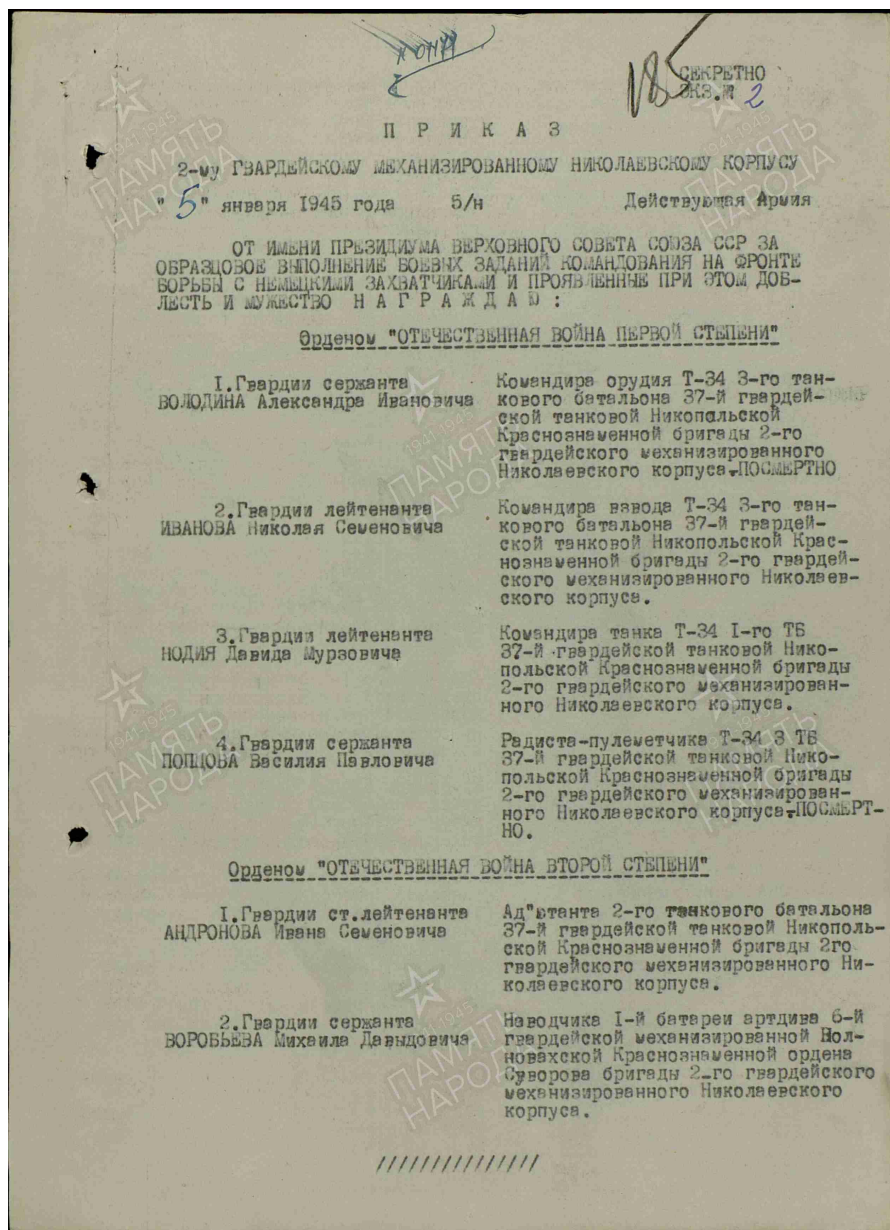 185
СЕКРЕТНО
ЭКЗ.№ 2
П Р И К А З
2-му ГВАРДЕЙСКОМУ МЕХАНИЗИРОВАННОМУ НИКОЛАЕВСКОМУ КОРПУСУ
" 5 " января 1945 года б/н Действующая Армия
ОТ ИМЕНИ ПРЕЗИДИУМА ВЕРХОВНОГО СОВЕТА СОЮЗА ССР ЗА
ОБРАЗЦОВОЕ ВЫПОЛНЕНИЕ БОЕВЫХ ЗАДАНИЙ КОМАНДОВАНИЯ НА ФРОНТЕ
БОРЬБЫ С НЕМЕЦКИМИ ЗАХВАТЧИКАМИ И ПРОЯВЛЕННЫЕ ПРИ ЭТОМ ДОБ-
ЛЕСТЬ И МУЖЕСТВО Н А Г Р А Ж Д А Ю :
Орденом "ОТЕЧЕСТВЕННАЯ ВОЙНА ПЕРВОЙ СТЕПЕНИ"
1.Гвардии сержанта
ВОЛОДИНА Александра Ивановича
Командира орудия Т-34 3-го тан-
кового батальона 37-й гвардей-
ской танковой Никопольской
Краснознаменной бригады 2-го
гвардейского механизированного
Николаевского корпуса-ПОСМЕРТНО
2.Гвардии лейтенанта
ИВАНОВА Николая Семеновича
Командира взвода Т-34 3-го тан-
кового батальона 37-й гвардей-
ской танковой Никопольской Крас-
нознаменной бригады 2-го гвардей-
ского механизированного Николаев-
ского корпуса.
3.Гвардии лейтенанта
НОДИЯ Давида Мурзовича
Командира танка Т-34 I-го ТБ
37-й гвардейской танковой Нико-
польской Краснознаменной бригады
2-го гвардейского механизирован-
ного Николаевского корпуса.
4.Гвардии сержанта
ПОПЦОВА Василия Павловича
Радиста-пулеметчика Т-34 3 ТБ
37-й гвардейской танковой Нико-
польской Краснознаменной бригады
2-го гвардейского механизирован-
ного Николаевского корпуса-ПОСМЕРТ-
НО.
Орденом "ОТЕЧЕСТВЕННАЯ ВОЙНА ВТОРОЙ СТЕПЕНИ"
1.Гвардии ст.лейтенанта
АНДРОНОВА Ивана Семеновича
Ад"ютанта 2-го танкового батальона
37-й гвардейской танковой Никополь-
ской Краснознаменной бригады 2го
гвардейского механизированного Ни-
колаевского корпуса.
2.Гвардии сержанта
ВОРОБЬЕВА Михаила Давыдовича
Наводчика I-й батареи артдива 6-й
гвардейской механизированной Вол-
новахской Краснознаменной ордена
Суворова бригады 2-го гвардейского
механизированного Николаевского
корпуса.
///////////////
1941-1945
ПАМЯТЬ
НАРОДА